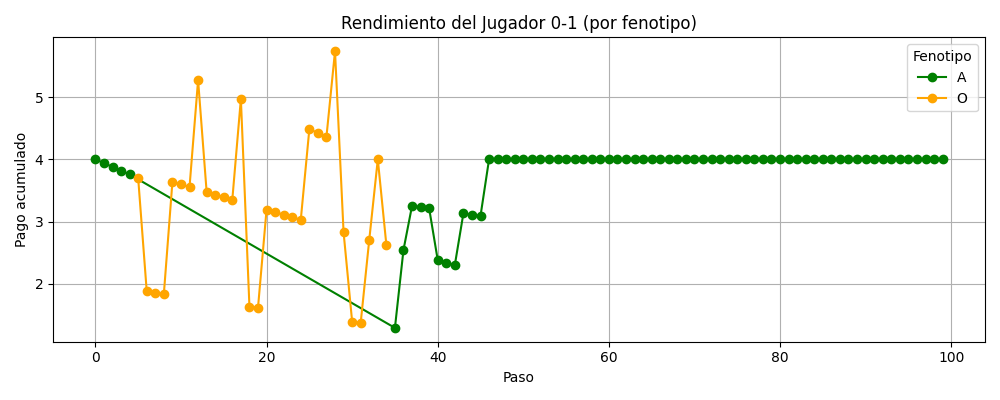 Rendimiento del Jugador 0-1 (por fenotipo)
Fenotipo
A
O
Pago acumulado
5
4
3
2
0
20
40
60
80
100
Paso